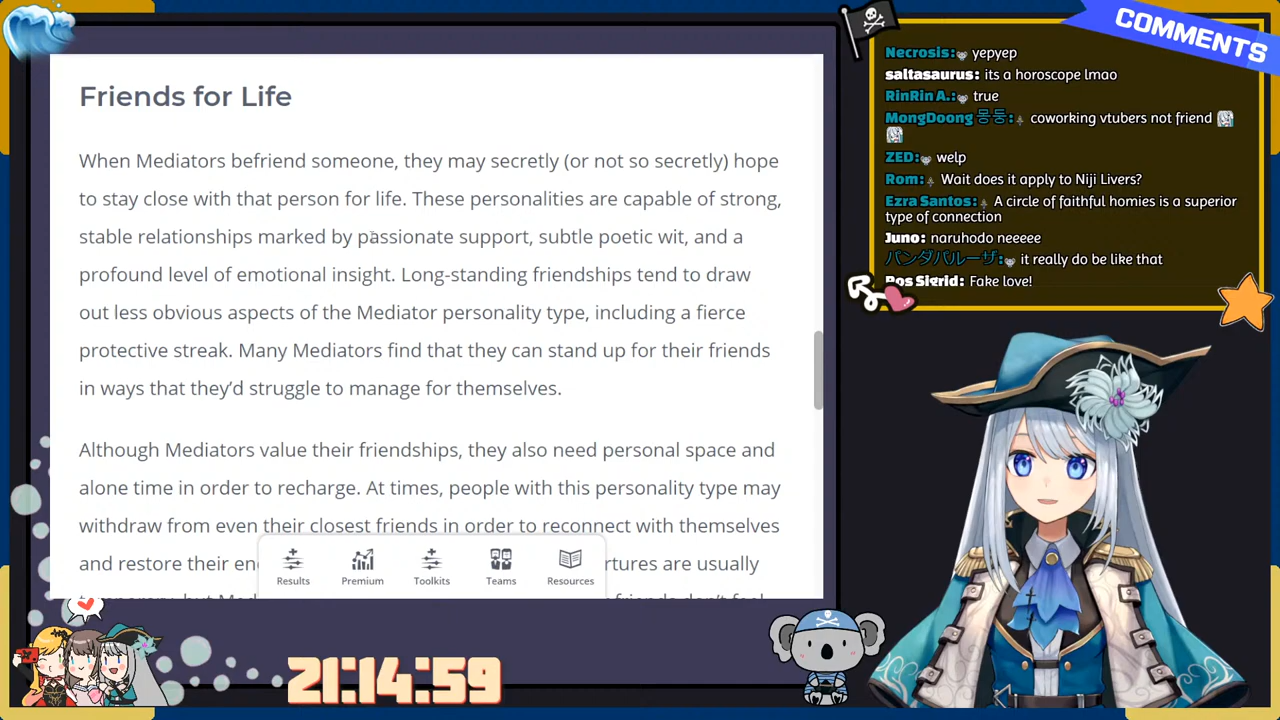 COMMENTS
Friends for Life
When Mediators befriend someone, they may secretly (or not so secretly) hope
to stay close with that person for life. These personalities are capable of strong,
stable relationships marked by passionate support, subtle poetic wit, and a
profound level of emotional insight. Long-standing friendships tend to draw
out less obvious aspects of the Mediator personality type, including a fierce
protective streak. Many Mediators find that they can stand up for their friends
in ways that they’d struggle to manage for themselves.
Although Mediators value their friendships, they also need personal space and
alone time in order to recharge. At times, people with this personality type may
withdraw from even their closest friends in order to reconnect with themselves
and restore their usually
Results Premium Toolkits Teams Resources
21:14:59
Necrosis: yepyep
saltasaurus: its a horoscope lmao
RinRin A.: true
MongDoong 몽둥: coworking vtubers not friend
ZED: welp
Rom: Wait does it apply to Niji Livers?
Ezra Santos: A circle of faithful homies is a superior
type of connection
Juno: naruhodo neeeee
パンダパルーザ: it really do be like that
Sigrid: Fake love!